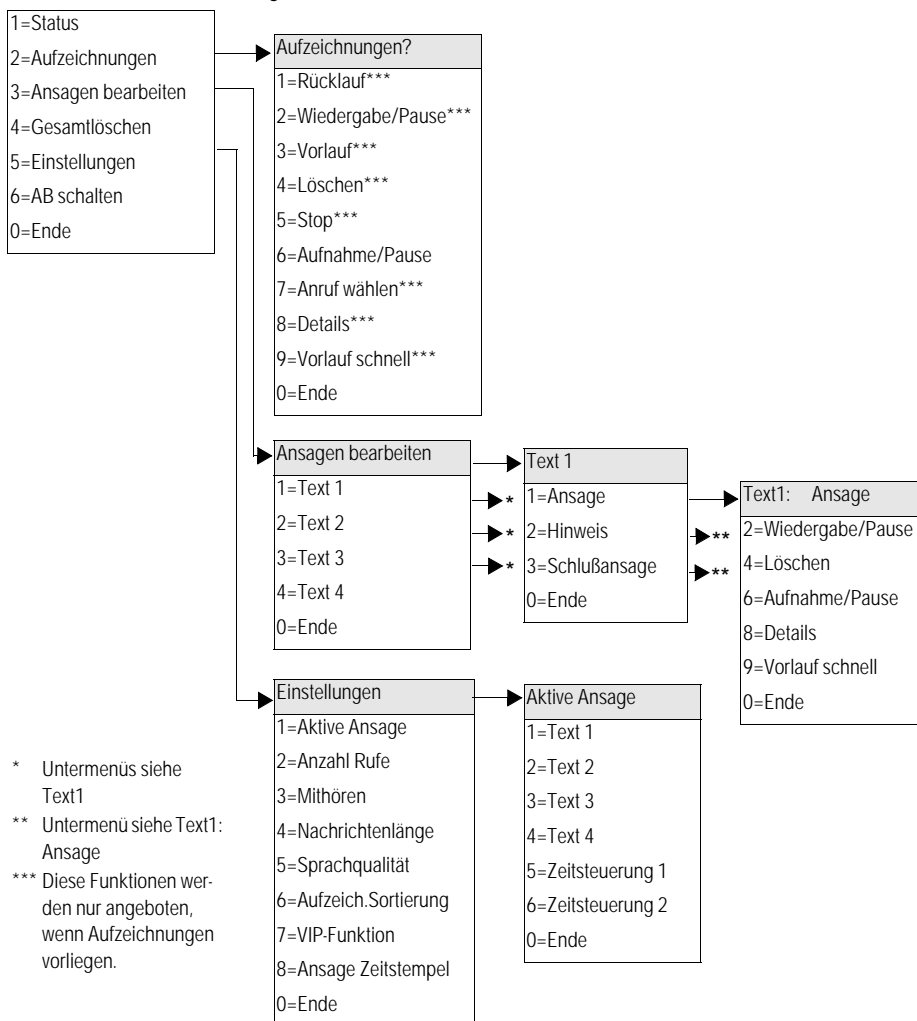 1=Status
2=Aufzeichnungen
3=Ansagen bearbeiten
4=Gesamtlöschen
5=Einstellungen
6=AB schalten
0=Ende
Aufzeichnungen?
1=Rücklauf***
2=Wiedergabe/Pause***
3=Vorlauf***
4=Löschen***
5=Stop***
6=Aufnahme/Pause
7=Anruf wählen***
8=Details***
9=Vorlauf schnell***
0=Ende
Ansagen bearbeiten
1=Text 1
2=Text 2
3=Text 3
4=Text 4
0=Ende
*
*
*
Text 1
1=Ansage
2=Hinweis
3=Schlußansage
0=Ende
**
**
Text1: Ansage
2=Wiedergabe/Pause
4=Löschen
6=Aufnahme/Pause
8=Details
9=Vorlauf schnell
0=Ende
Einstellungen
1=Aktive Ansage
2=Anzahl Rufe
3=Mithören
4=Nachrichtenlänge
5=Sprachqualität
6=Aufzeich.Sortierung
7=VIP-Funktion
8=Ansage Zeitstempel
0=Ende
Aktive Ansage
1=Text 1
2=Text 2
3=Text 3
4=Text 4
5=Zeitsteuerung 1
6=Zeitsteuerung 2
0=Ende
* Untermenüs siehe
Text1
** Untermenü siehe Text1:
Ansage
*** Diese Funktionen wer-
den nur angeboten,
wenn Aufzeichnungen
vorliegen.